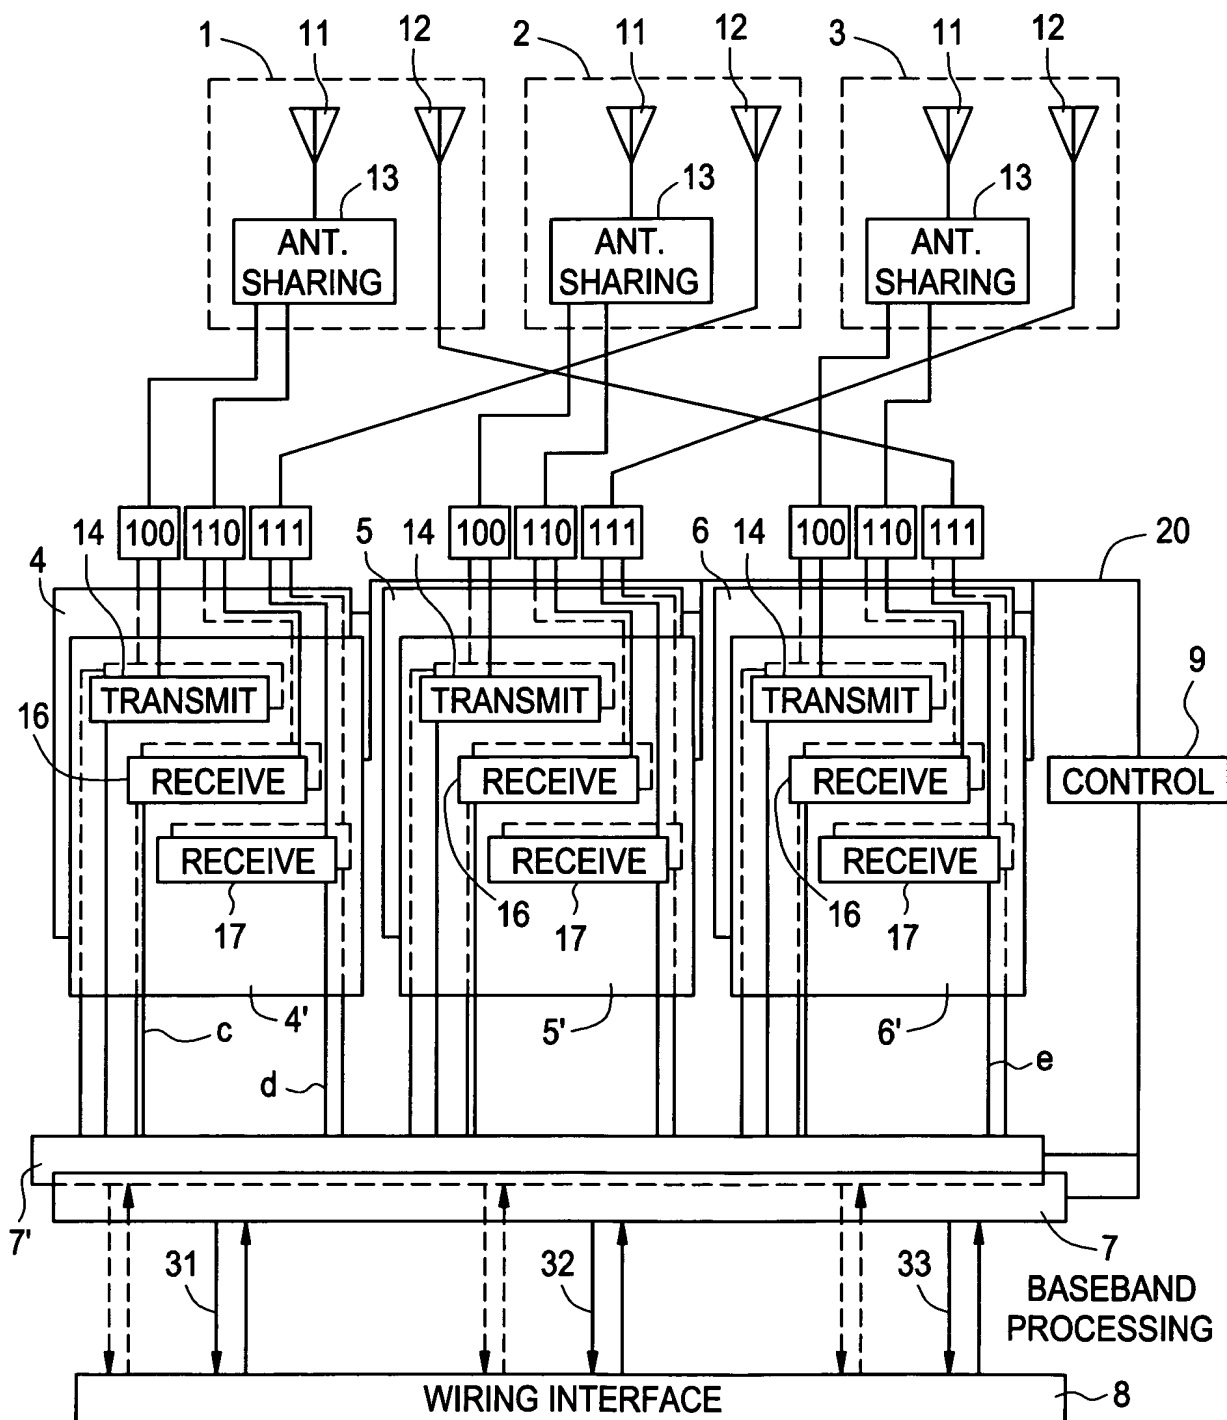 1 11 12 2 11 12 3 11 12
13 13 13
ANT. SHARING ANT. SHARING ANT. SHARING
100 110 111 100 110 111 100 110 111
4 14 5 14 6 14 20
9
TRANSMIT TRANSMIT TRANSMIT
16 RECEIVE RECEIVE RECEIVE CONTROL
RECEIVE RECEIVE RECEIVE
17 16 17 16 17
4' 5' 6'
c d e
7'
7
31 32 33
BASEBAND
PROCESSING
WIRING INTERFACE 8